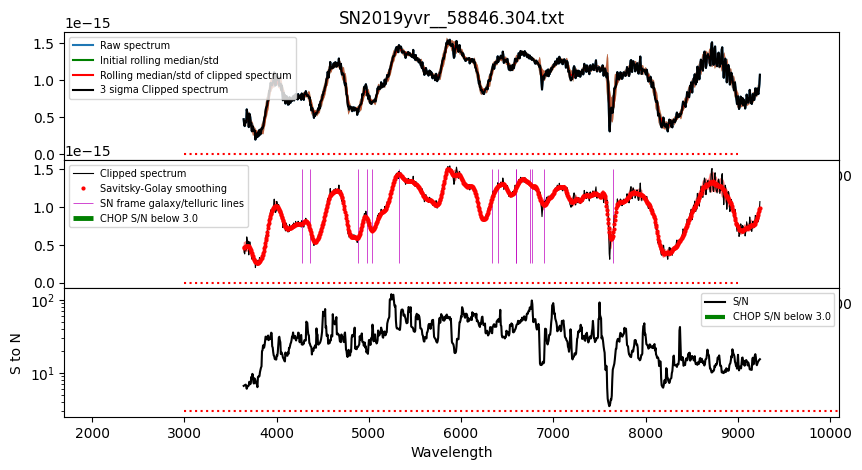 SN2019yvr__58846.304.txt
1e−15
1.5
1.0
0.5
0.0
Raw spectrum
Initial rolling median/std
Rolling median/std of clipped spectrum
3 sigma Clipped spectrum
1e−15
1.5
1.0
0.5
0.0
Clipped spectrum
Savitsky-Golay smoothing
SN frame galaxy/telluric lines
CHOP S/N below 3.0
00
00
S to N
10²
10¹
S/N
CHOP S/N below 3.0
2000 3000 4000 5000 6000 7000 8000 9000 10000
Wavelength